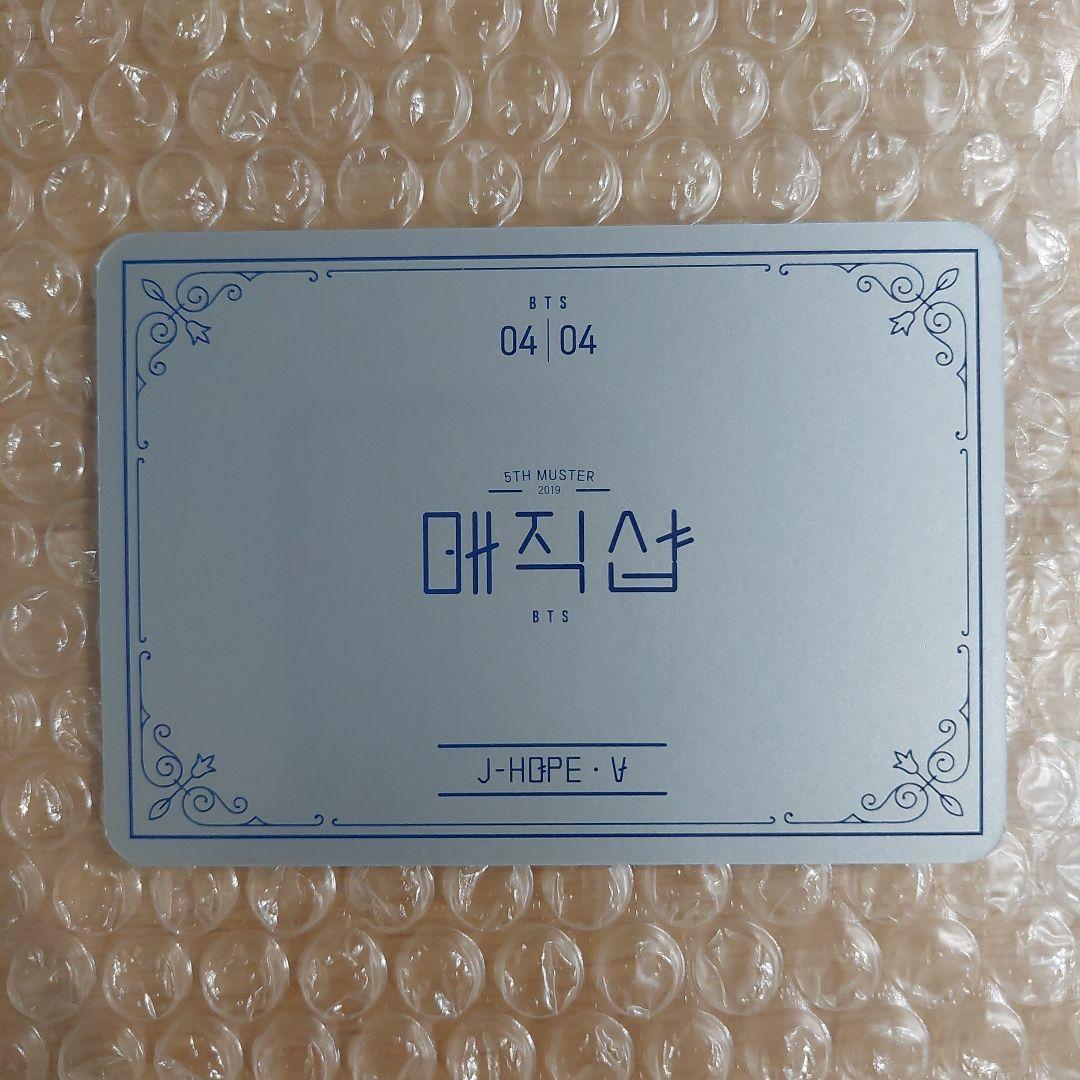 BTS
04|04
5TH MUSTER
2019
매직샵
BTS
J-HOPE · V